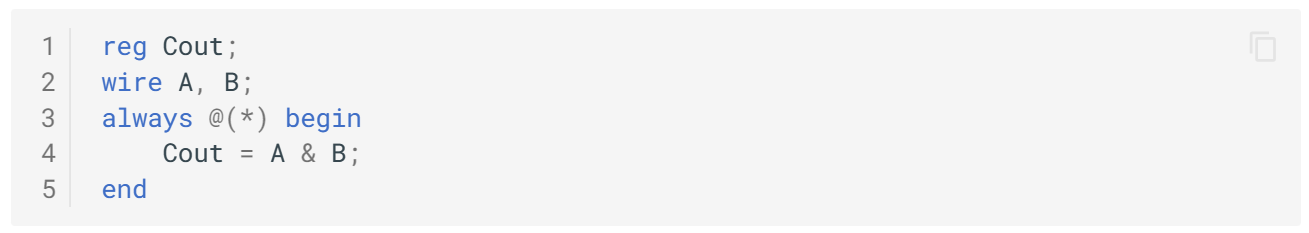 1 reg Cout;
2 wire A, B;
3 always @(*) begin
4     Cout = A & B;
5 end